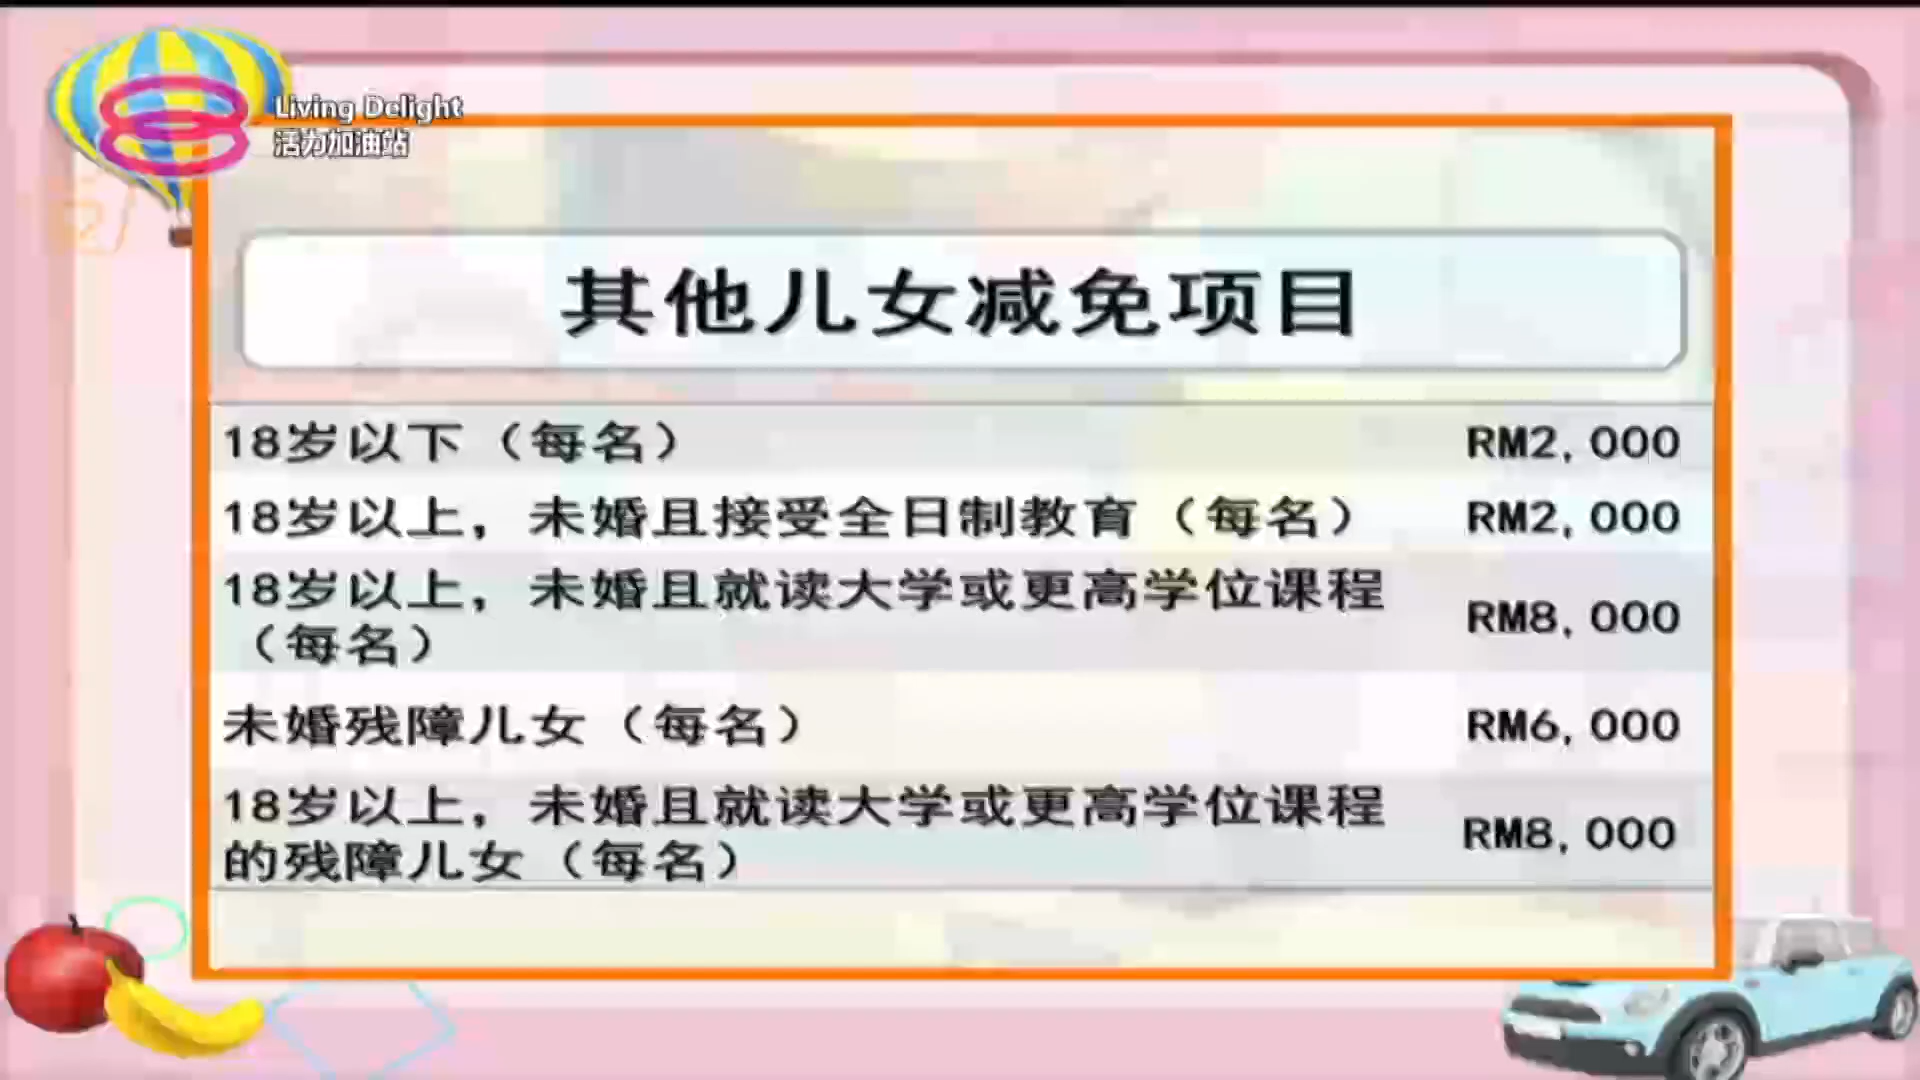 Living Delight
活力加油站
其他儿女减免项目
18岁以下（每名） RM2,000
18岁以上，未婚且接受全日制教育（每名） RM2,000
18岁以上，未婚且就读大学或更高学位课程
（每名） RM8,000
未婚残障儿女（每名） RM6,000
18岁以上，未婚且就读大学或更高学位课程
的残障儿女（每名） RM8,000